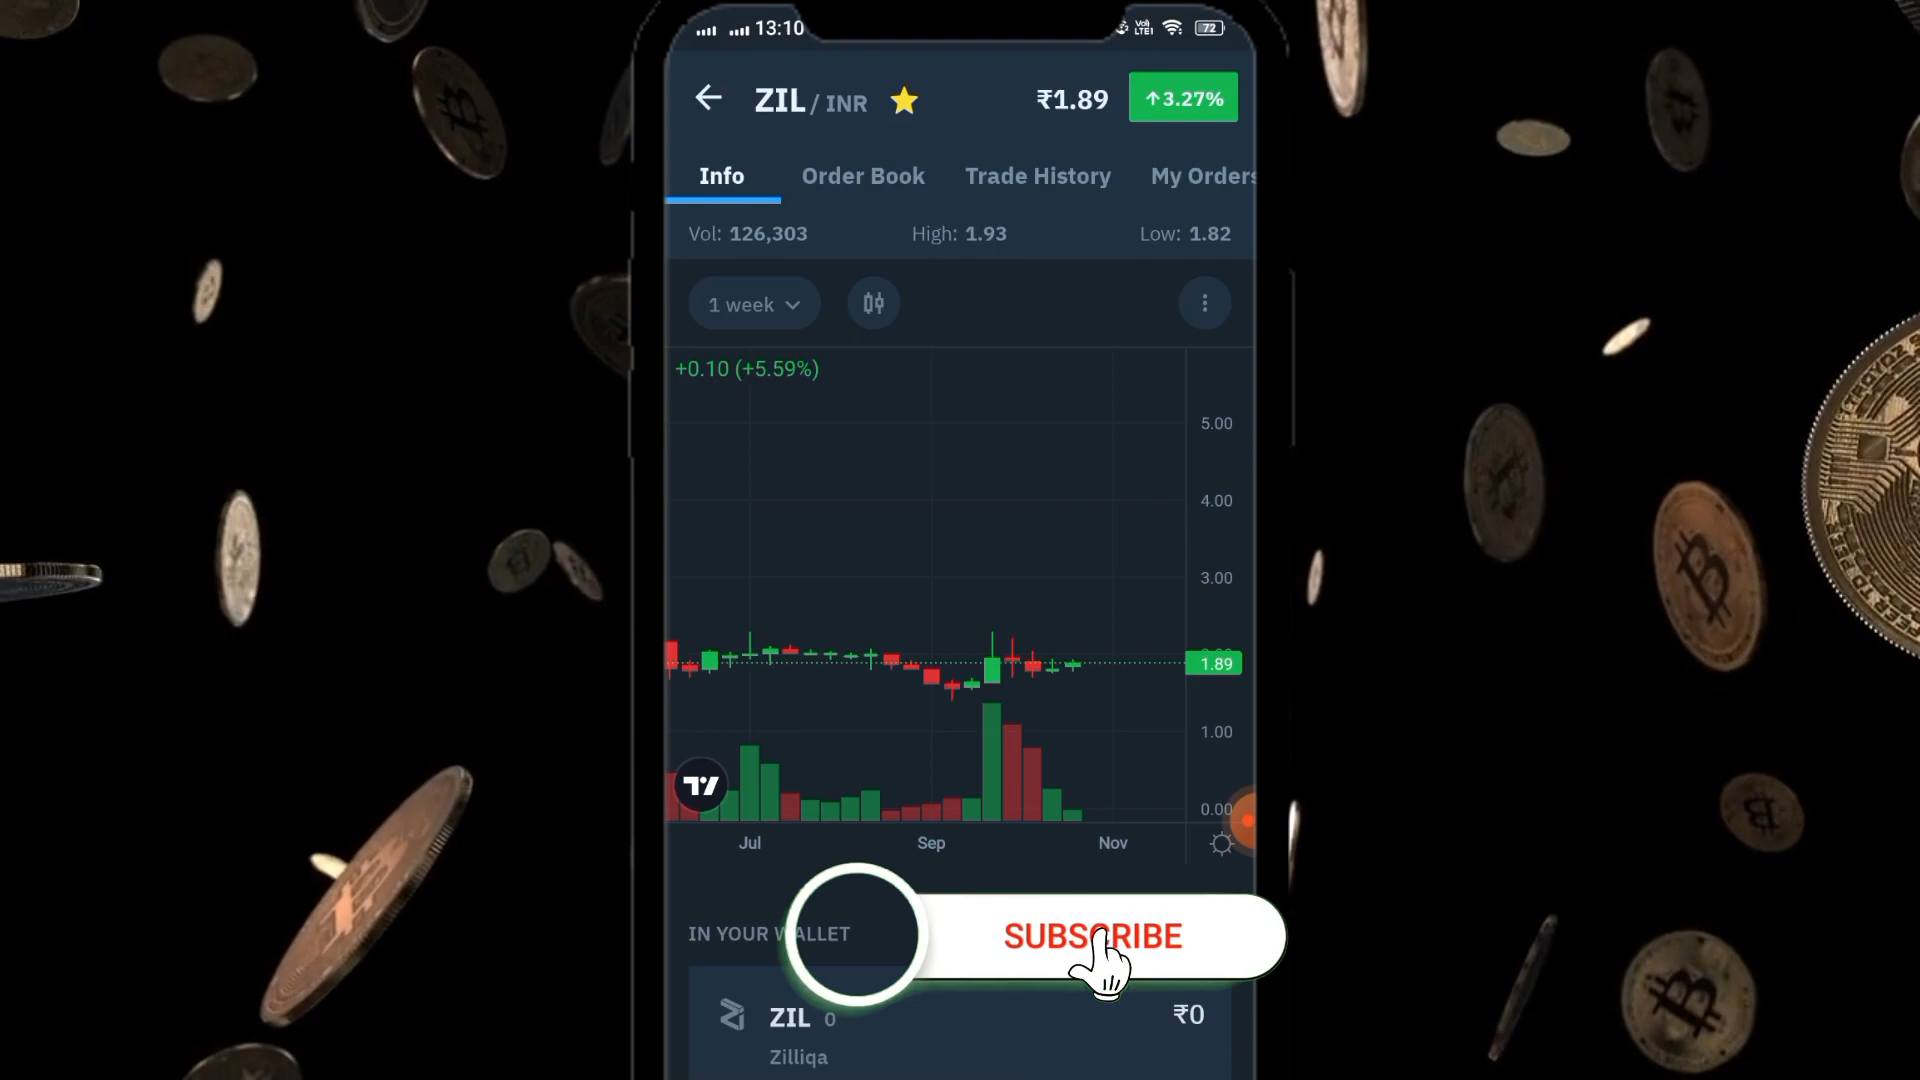 13:10
Vol) LTE1
72
ZIL / INR
₹1.89
↑3.27%
Info
Order Book
Trade History
My Orders
Vol: 126,303
High: 1.93
Low: 1.82
1 week
+0.10 (+5.59%)
5.00
4.00
3.00
1.89
1.00
0.00
Jul
Sep
Nov
IN YOUR WALLET
SUBSCRIBE
ZIL 0
₹0
Zilliqa